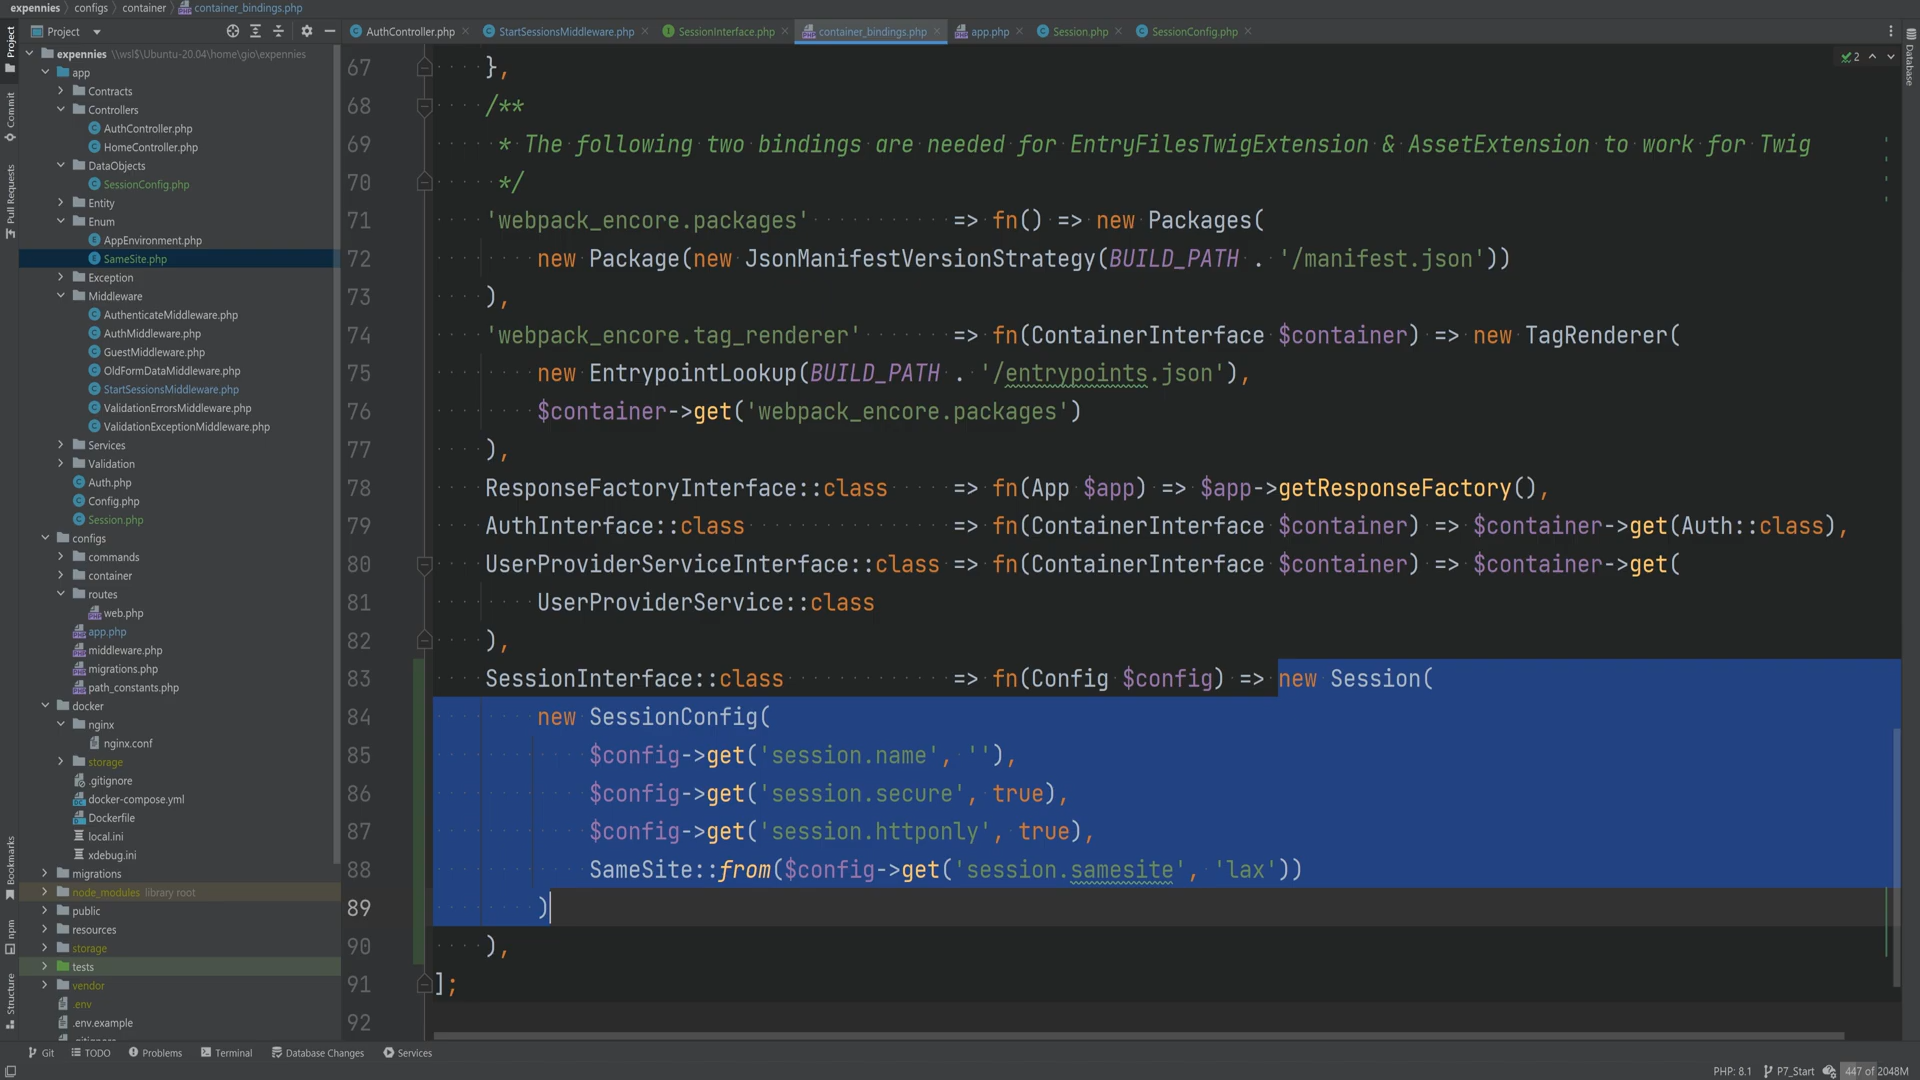 expennies
configs
container
container_bindings.php
Project
AuthController.php
StartSessionsMiddleware.php
SessionInterface.php
container_bindings.php
app.php
Session.php
SessionConfig.php
Project
Commit
Pull Requests
Bookmarks
npm
Structure
Database
expennies \\wsl$\Ubuntu-20.04\home\gio\expennies
app
Contracts
Controllers
AuthController.php
HomeController.php
DataObjects
SessionConfig.php
Entity
Enum
AppEnvironment.php
SameSite.php
Exception
Middleware
AuthenticateMiddleware.php
AuthMiddleware.php
GuestMiddleware.php
OldFormDataMiddleware.php
StartSessionsMiddleware.php
ValidationErrorsMiddleware.php
ValidationExceptionMiddleware.php
Services
Validation
Auth.php
Config.php
Session.php
configs
commands
container
routes
web.php
app.php
middleware.php
migrations.php
path_constants.php
docker
nginx
nginx.conf
storage
.gitignore
docker-compose.yml
Dockerfile
local.ini
xdebug.ini
migrations
node_modules library root
public
resources
storage
tests
vendor
.env
.env.example
2
67 },
68 /**
69 * The following two bindings are needed for EntryFilesTwigExtension & AssetExtension to work for Twig
70 */
71 'webpack_encore.packages' => fn() => new Packages(
72 new Package(new JsonManifestVersionStrategy(BUILD_PATH . '/manifest.json'))
73 ),
74 'webpack_encore.tag_renderer' => fn(ContainerInterface $container) => new TagRenderer(
75 new EntrypointLookup(BUILD_PATH . '/entrypoints.json'),
76 $container->get('webpack_encore.packages')
77 ),
78 ResponseFactoryInterface::class => fn(App $app) => $app->getResponseFactory(),
79 AuthInterface::class => fn(ContainerInterface $container) => $container->get(Auth::class),
80 UserProviderServiceInterface::class => fn(ContainerInterface $container) => $container->get(
81 UserProviderService::class
82 ),
83 SessionInterface::class => fn(Config $config) => new Session(
84 new SessionConfig(
85 $config->get('session.name', ''),
86 $config->get('session.secure', true),
87 $config->get('session.httponly', true),
88 SameSite::from($config->get('session.samesite', 'lax'))
89 )
90 ),
91 ];
92
Git
TODO
Problems
Terminal
Database Changes
Services
PHP: 8.1
P7_Start
447 of 2048M